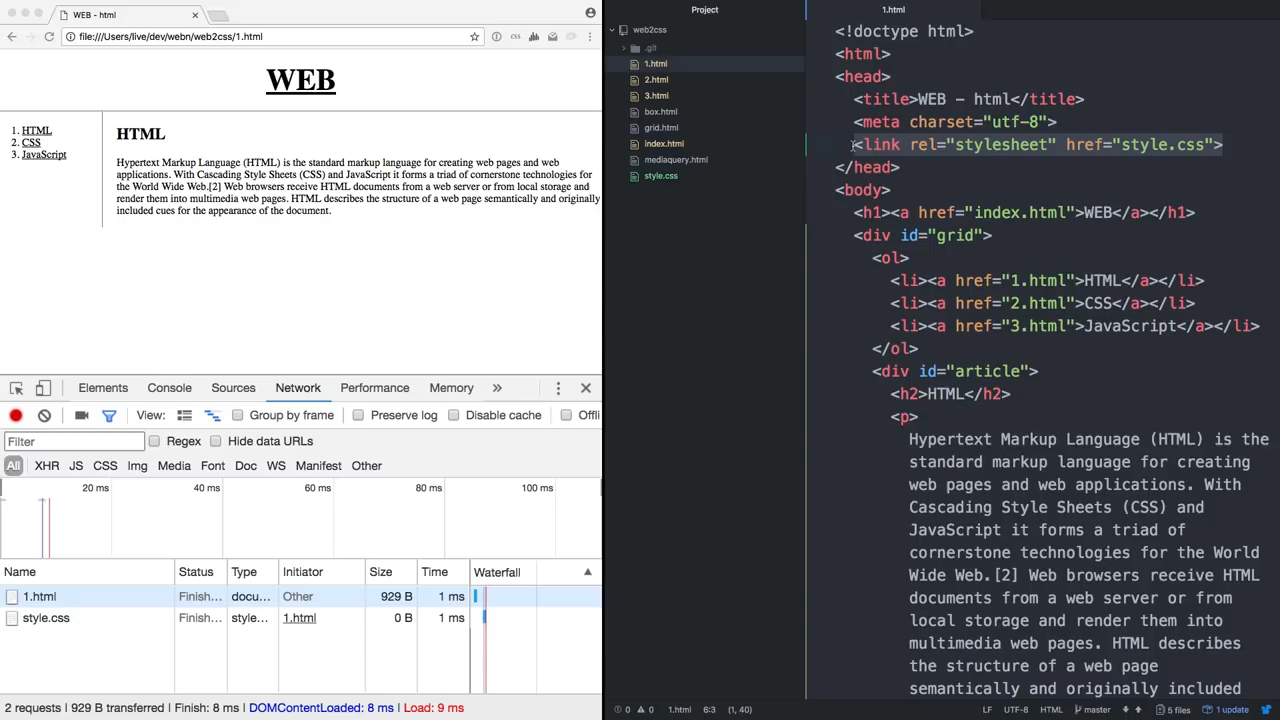 WEB - html
file:///Users/live/dev/webn/web2css/1.html
css
WEB
1. HTML
2. CSS
3. JavaScript
HTML
Hypertext Markup Language (HTML) is the standard markup language for creating web pages and web
applications. With Cascading Style Sheets (CSS) and JavaScript it forms a triad of cornerstone technologies for
the World Wide Web.[2] Web browsers receive HTML documents from a web server or from local storage and
render them into multimedia web pages. HTML describes the structure of a web page semantically and originally
included cues for the appearance of the document.
Elements Console Sources Network Performance Memory »
View: Group by frame Preserve log Disable cache Offli
Filter Regex Hide data URLs
All XHR JS CSS Img Media Font Doc WS Manifest Other
20 ms 40 ms 60 ms 80 ms 100 ms
Name Status Type Initiator Size Time Waterfall
1.html Finish... docu... Other 929 B 1 ms
style.css Finish... style... 1.html 0 B 1 ms
2 requests | 929 B transferred | Finish: 8 ms | DOMContentLoaded: 8 ms | Load: 9 ms
Project
web2css
.git
1.html
2.html
3.html
box.html
grid.html
index.html
mediaquery.html
style.css
1.html
<!doctype html>
<html>
<head>
<title>WEB - html</title>
<meta charset="utf-8">
<link rel="stylesheet" href="style.css">
</head>
<body>
<h1><a href="index.html">WEB</a></h1>
<div id="grid">
<ol>
<li><a href="1.html">HTML</a></li>
<li><a href="2.html">CSS</a></li>
<li><a href="3.html">JavaScript</a></li>
</ol>
<div id="article">
<h2>HTML</h2>
<p>
Hypertext Markup Language (HTML) is the
standard markup language for creating
web pages and web applications. With
Cascading Style Sheets (CSS) and
JavaScript it forms a triad of
cornerstone technologies for the World
Wide Web.[2] Web browsers receive HTML
documents from a web server or from
local storage and render them into
multimedia web pages. HTML describes
the structure of a web page
semantically and originally included
0 0 1.html 6:3 (1, 40) LF UTF-8 HTML master 5 files 1 update